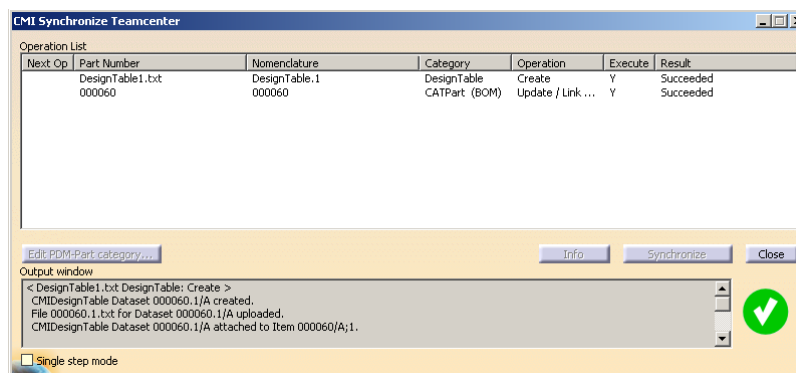 CMI Synchronize Teamcenter
Operation List
Next Op Part Number Nomenclature Category Operation Execute Result
DesignTable1.txt DesignTable.1 DesignTable Create Y Succeeded
000060 000060 CATPart (BOM) Update / Link ... Y Succeeded
Edit PDM-Part category... Info Synchronize Close
Output window
< DesignTable1.txt DesignTable: Create >
CMIDesignTable Dataset 000060.1/A created.
File 000060.1.txt for Dataset 000060.1/A uploaded.
CMIDesignTable Dataset 000060.1/A attached to Item 000060/A;1.
Single step mode